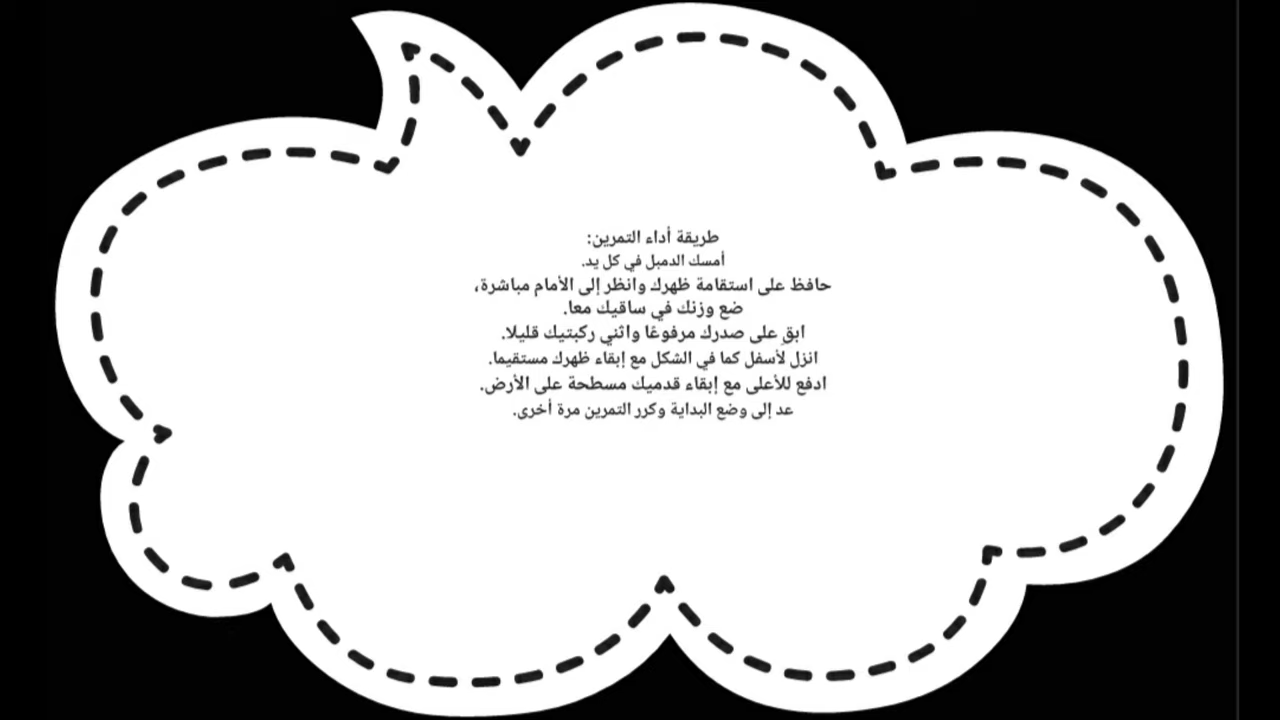 طريقة أداء التمرين:
أمسك الدمبل في كل يد.
حافظ على استقامة ظهرك وانظر إلى الأمام مباشرة،
ضع وزنك في ساقيك معا.
ابقِ على صدرك مرفوعًا واثني ركبتيك قليلا.
انزل لأسفل كما في الشكل مع إبقاء ظهرك مستقيما.
ادفع للأعلى مع إبقاء قدميك مسطحة على الأرض.
عد إلى وضع البداية وكرر التمرين مرة أخرى.